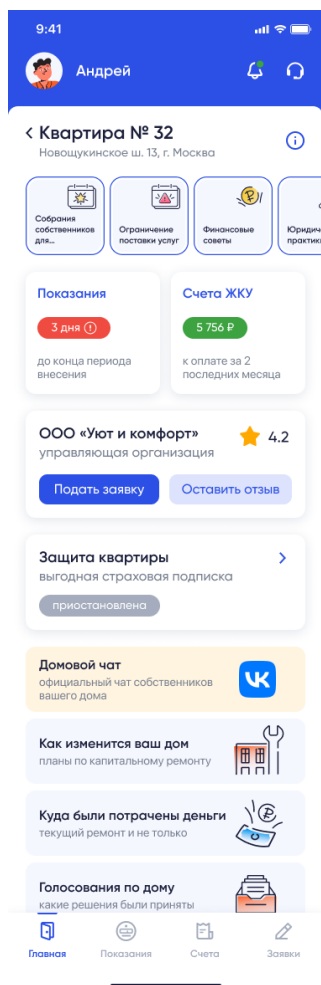 9:41
Андрей
Квартира № 32
Новощукинское ш. 13, г. Москва
Собрания
собственников
для...
Ограничение
поставки услуг
Финансовые
советы
Юридич
практик
Показания
3 дня
до конца периода
внесения
Счета ЖКУ
5 756 ₽
к оплате за 2
последних месяца
ООО «Уют и комфорт»
4.2
управляющая организация
Подать заявку
Оставить отзыв
Защита квартиры
выгодная страховая подписка
приостановлена
Домовой чат
официальный чат собственников
вашего дома
Как изменится ваш дом
планы по капитальному ремонту
Куда были потрачены деньги
текущий ремонт и не только
Голосования по дому
какие решения были приняты
Главная
Показания
Счета
Заявки